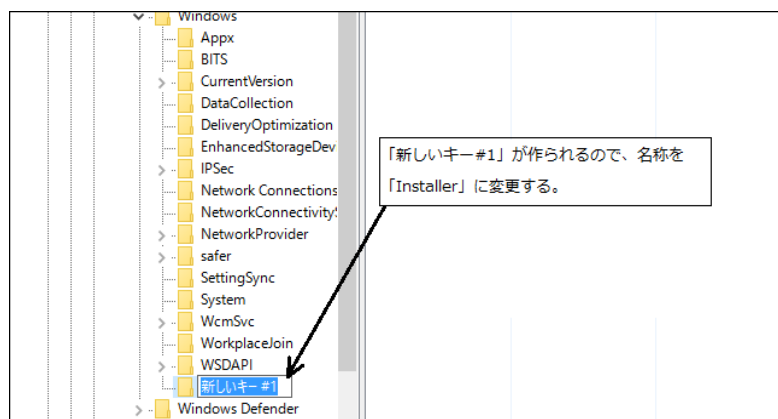 Windows
Appx
BITS
CurrentVersion
DataCollection
DeliveryOptimization
EnhancedStorageDev
IPSec
Network Connections
NetworkConnectivityS
NetworkProvider
safer
SettingSync
System
WcmSvc
WorkplaceJoin
WSDAPI
新しいキー #1
Windows Defender
「新しいキー#1」が作られるので、名称を
「Installer」に変更する。